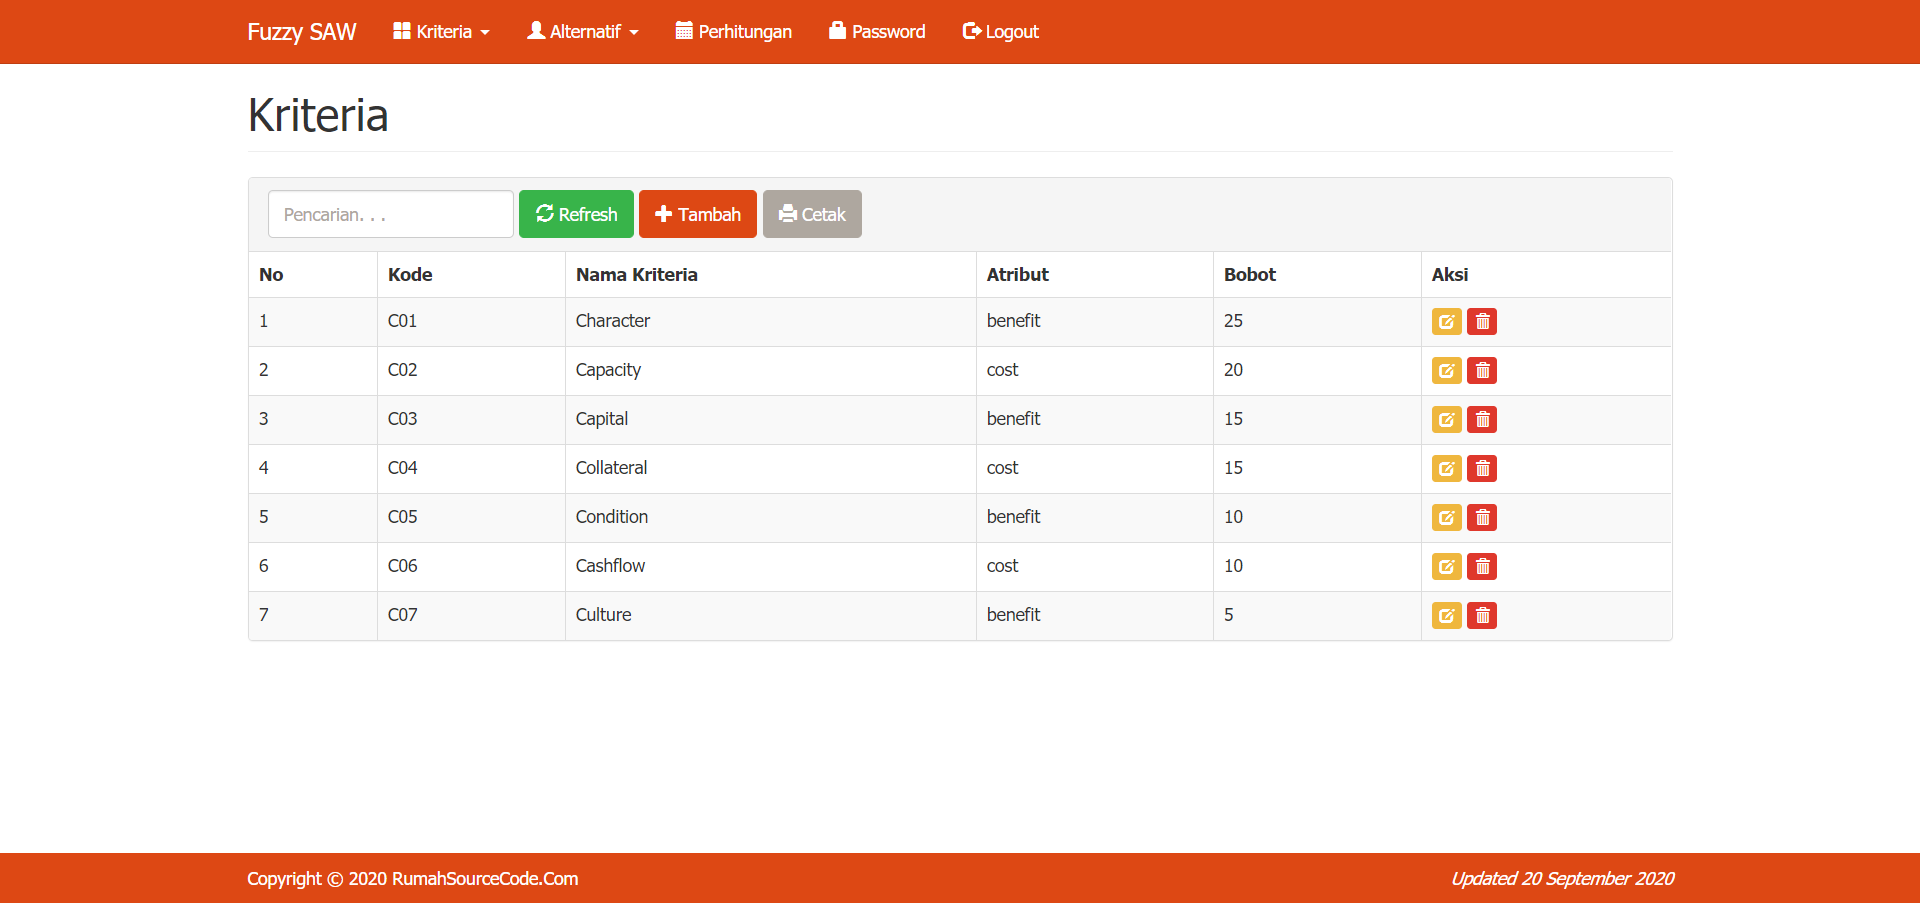 Fuzzy SAW Kriteria Alternatif Perhitungan Password Logout
Kriteria
Pencarian. . . Refresh Tambah Cetak
No Kode Nama Kriteria Atribut Bobot Aksi
1 C01 Character benefit 25
2 C02 Capacity cost 20
3 C03 Capital benefit 15
4 C04 Collateral cost 15
5 C05 Condition benefit 10
6 C06 Cashflow cost 10
7 C07 Culture benefit 5
Copyright © 2020 RumahSourceCode.Com Updated 20 September 2020